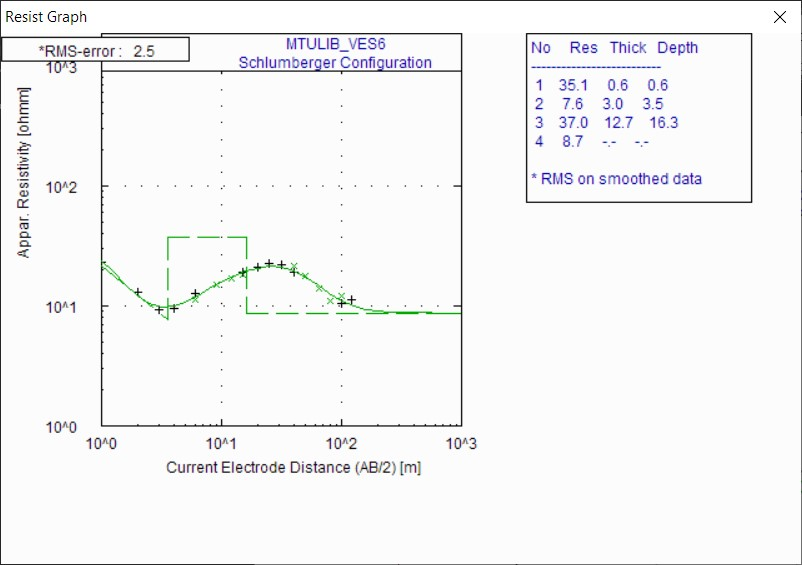 Resist Graph
*RMS-error : 2.5
MTULIB_VES6
Schlumberger Configuration
10^3
10^2
10^1
10^0
Appar. Resistivity [ohmm]
10^0 10^1 10^2 10^3
Current Electrode Distance (AB/2) [m]
No Res Thick Depth
--------------------------
1 35.1 0.6 0.6
2 7.6 3.0 3.5
3 37.0 12.7 16.3
4 8.7 -.- -.-
* RMS on smoothed data